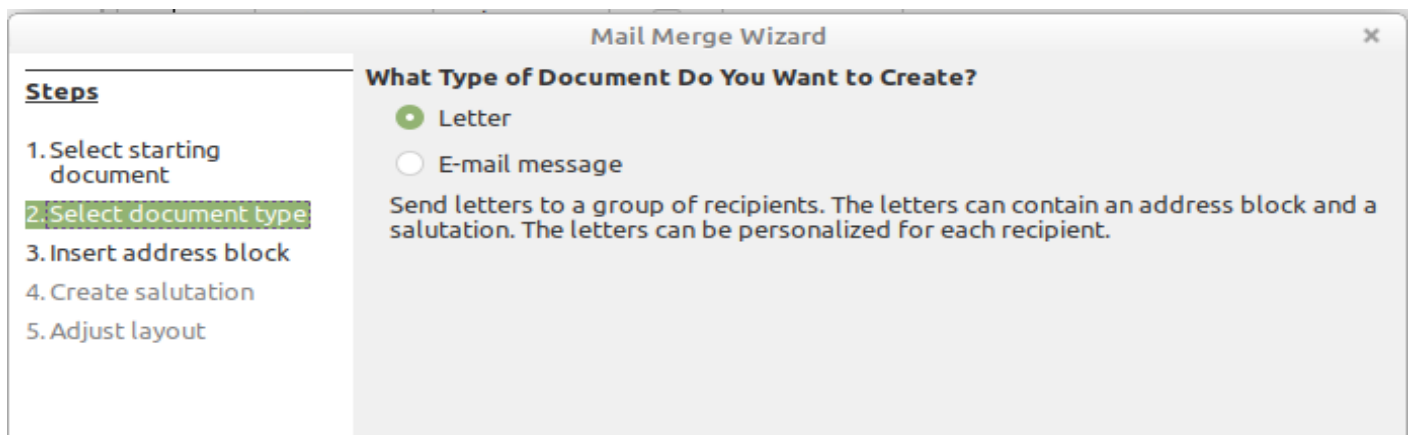 Mail Merge Wizard
Steps
1. Select starting
document
2. Select document type
3. Insert address block
4. Create salutation
5. Adjust layout
What Type of Document Do You Want to Create?
Letter
E-mail message
Send letters to a group of recipients. The letters can contain an address block and a
salutation. The letters can be personalized for each recipient.